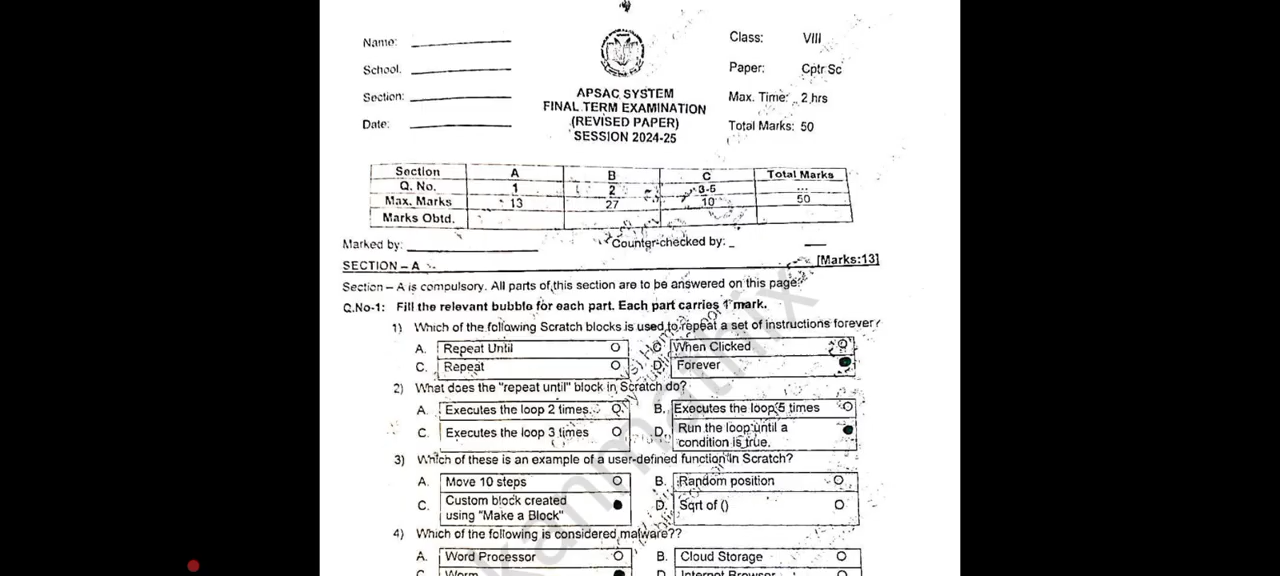 Name: Class: VIII
School. Paper: Cptr Sc
Section: APSAC SYSTEM Max. Time: 2 hrs
FINAL TERM EXAMINATION
Date: (REVISED PAPER) Total Marks: 50
SESSION 2024-25
Section A B C Total Marks
Q. No. 1 2 3-5 ...
Max. Marks 13 27 10 50
Marks Obtd.
Marked by: Counter-checked by:
SECTION – A [Marks:13]
Section – A is compulsory. All parts of this section are to be answered on this page.
Q.No-1: Fill the relevant bubble for each part. Each part carries 1 mark.
1) Which of the following Scratch blocks is used to repeat a set of instructions forever?
A. Repeat Until When Clicked
C. Repeat D. Forever
2) What does the "repeat until" block in Scratch do?
A. Executes the loop 2 times. B. Executes the loop 5 times
C. Executes the loop 3 times D. Run the loop until a
condition is true.
3) Which of these is an example of a user-defined function in Scratch?
A. Move 10 steps B. Random position
C. Custom block created D. Sqrt of ()
using "Make a Block"
4) Which of the following is considered malware??
A. Word Processor B. Cloud Storage
C. Worm D. Internet Browser